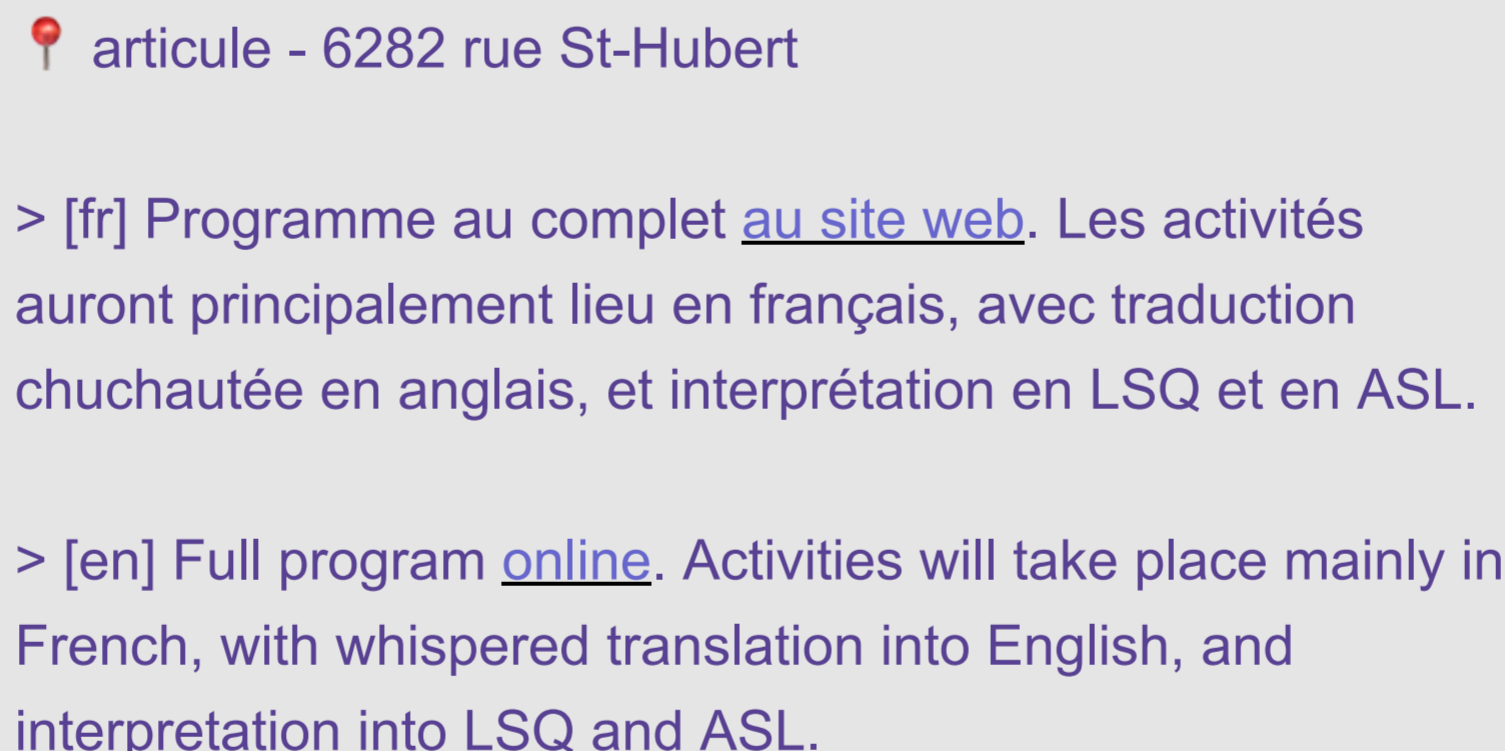 📍 articule - 6282 rue St-Hubert
> [fr] Programme au complet au site web. Les activités
auront principalement lieu en français, avec traduction
chuchautée en anglais, et interprétation en LSQ et en ASL.
> [en] Full program online. Activities will take place mainly in
French, with whispered translation into English, and
interpretation into LSQ and ASL.